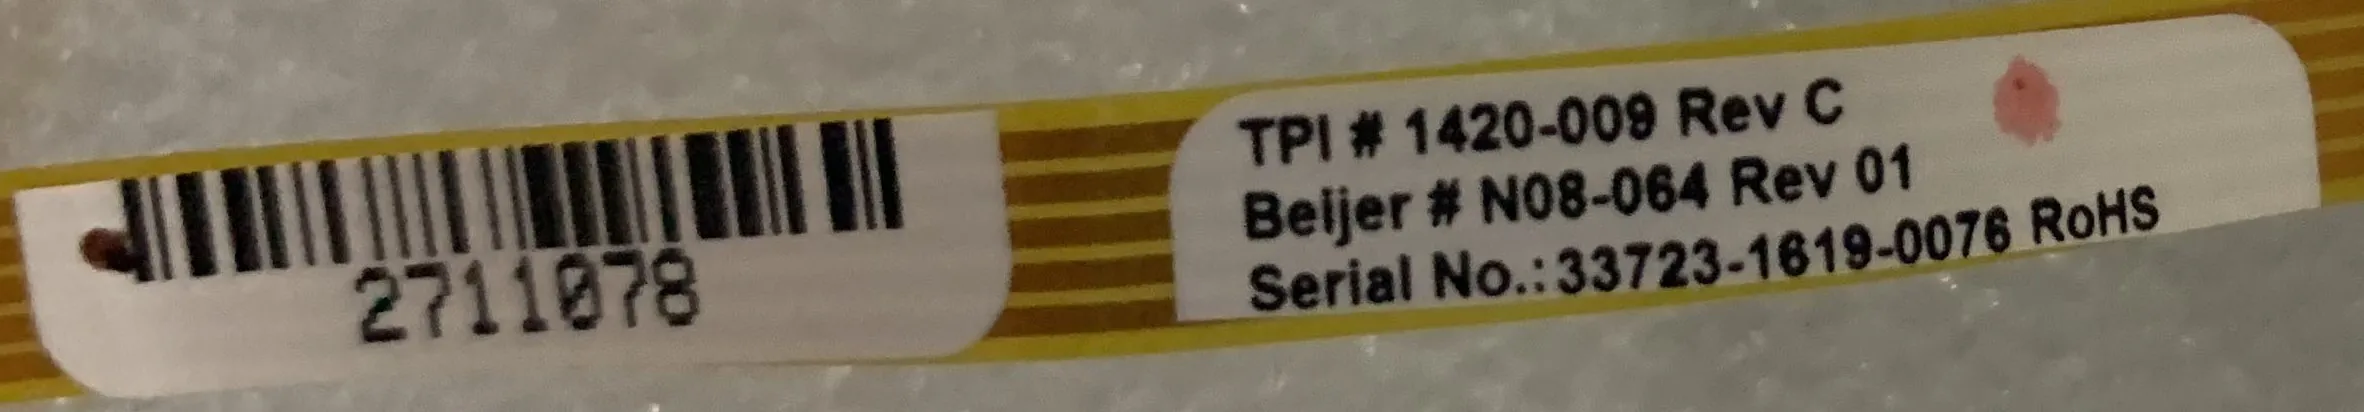 2711078
TPI # 1420-009 Rev C
Beijer # N08-064 Rev 01
Serial No.:33723-1619-0076 RoHS